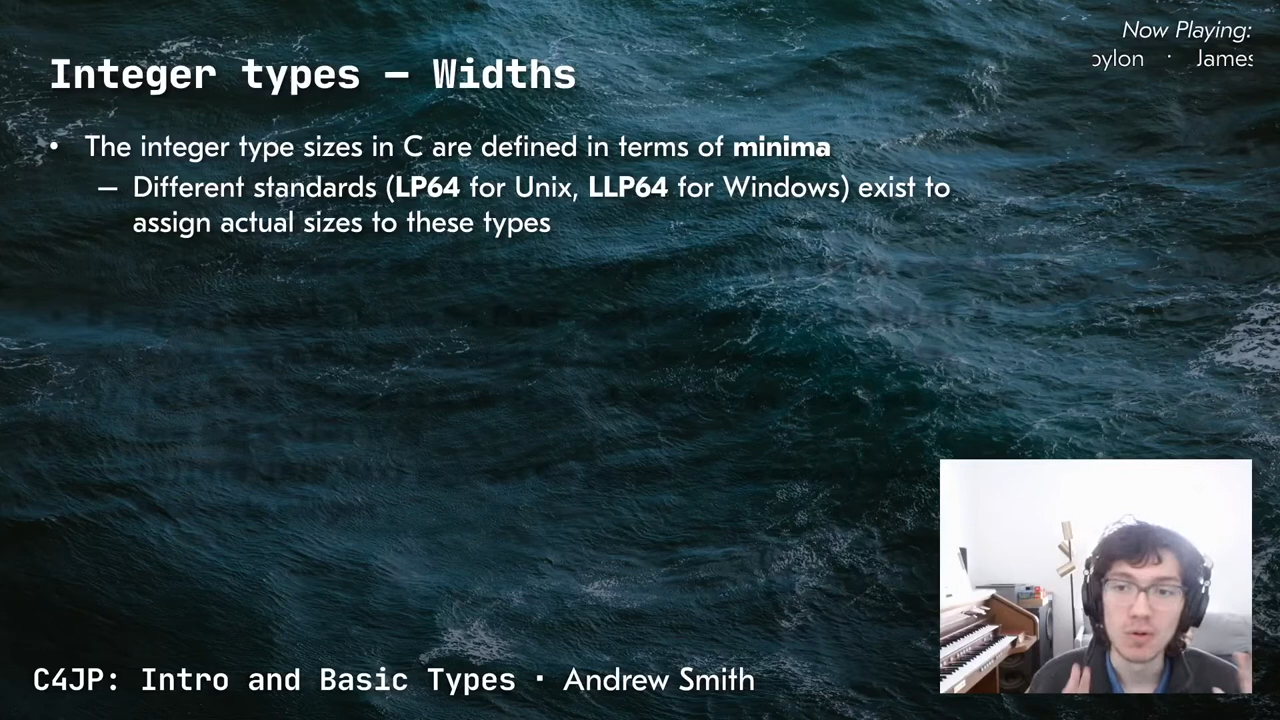 Now Playing:
· James
Integer types — Widths
• The integer type sizes in C are defined in terms of minima
— Different standards (LP64 for Unix, LLP64 for Windows) exist to
assign actual sizes to these types
C4JP: Intro and Basic Types · Andrew Smith